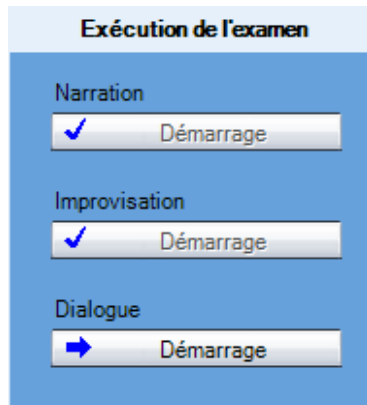 Exécution de l'examen
Narration
Démarrage
Improvisation
Démarrage
Dialogue
Démarrage